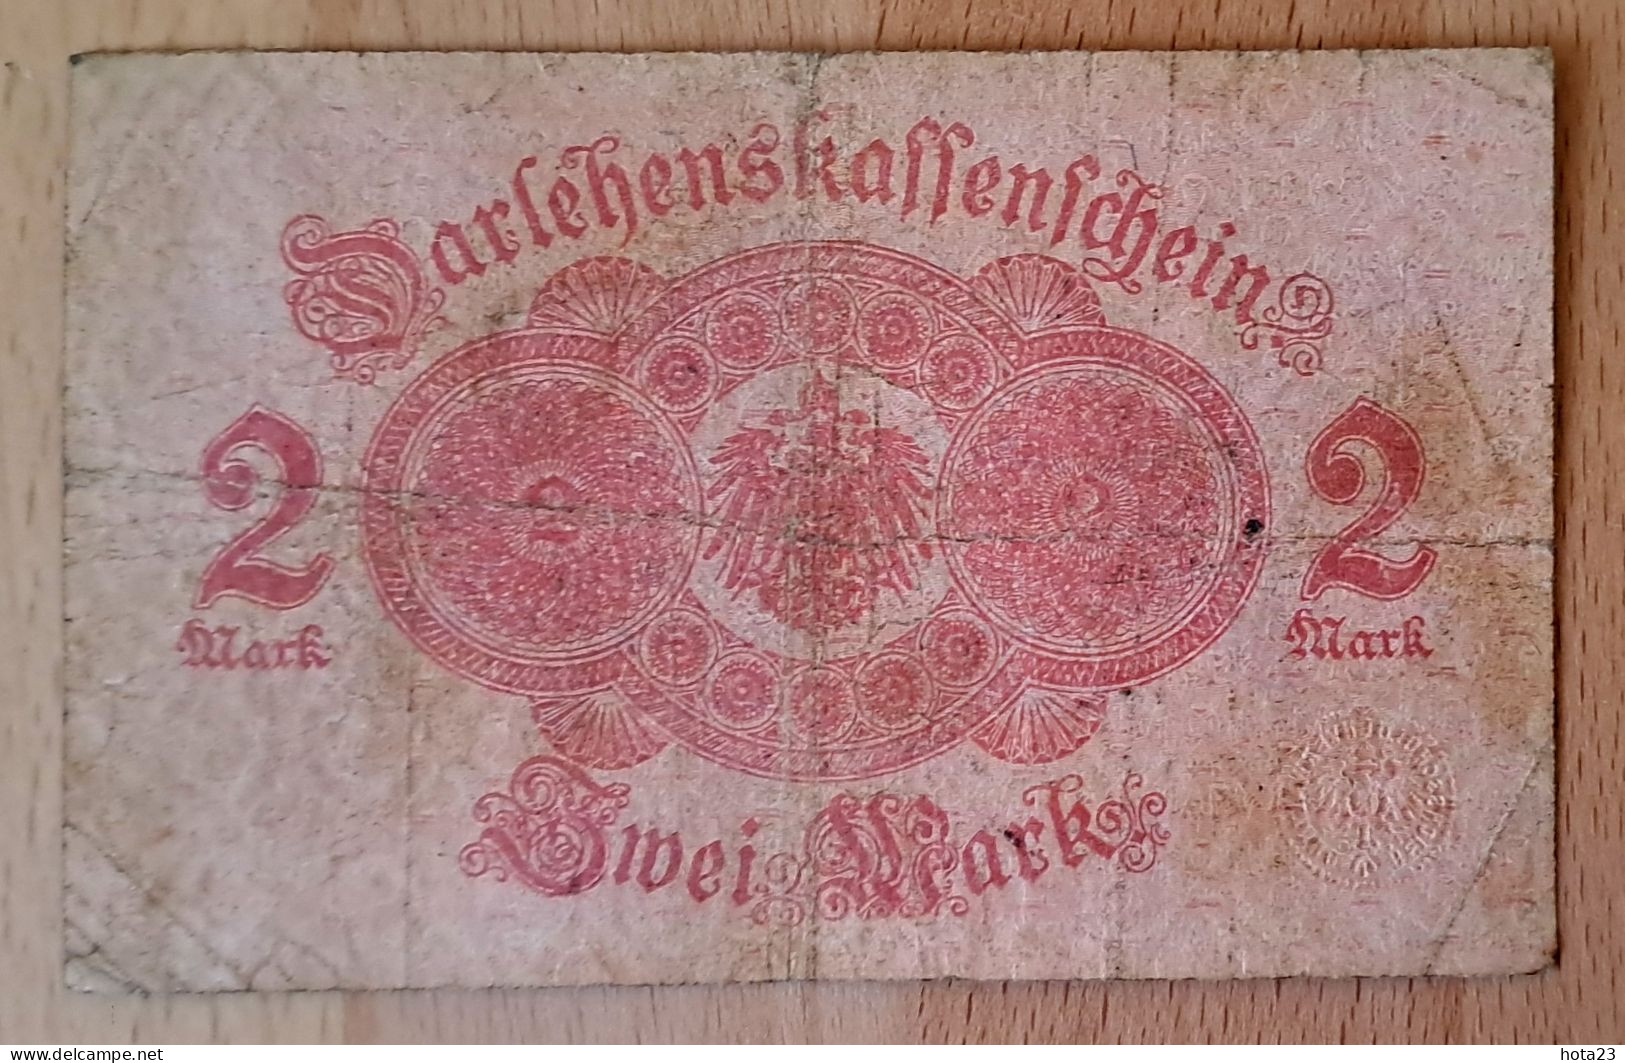 Darlehenskassenschein
2
Mark
2
Mark
Zwei Mark
www.delcampe.net
hota23